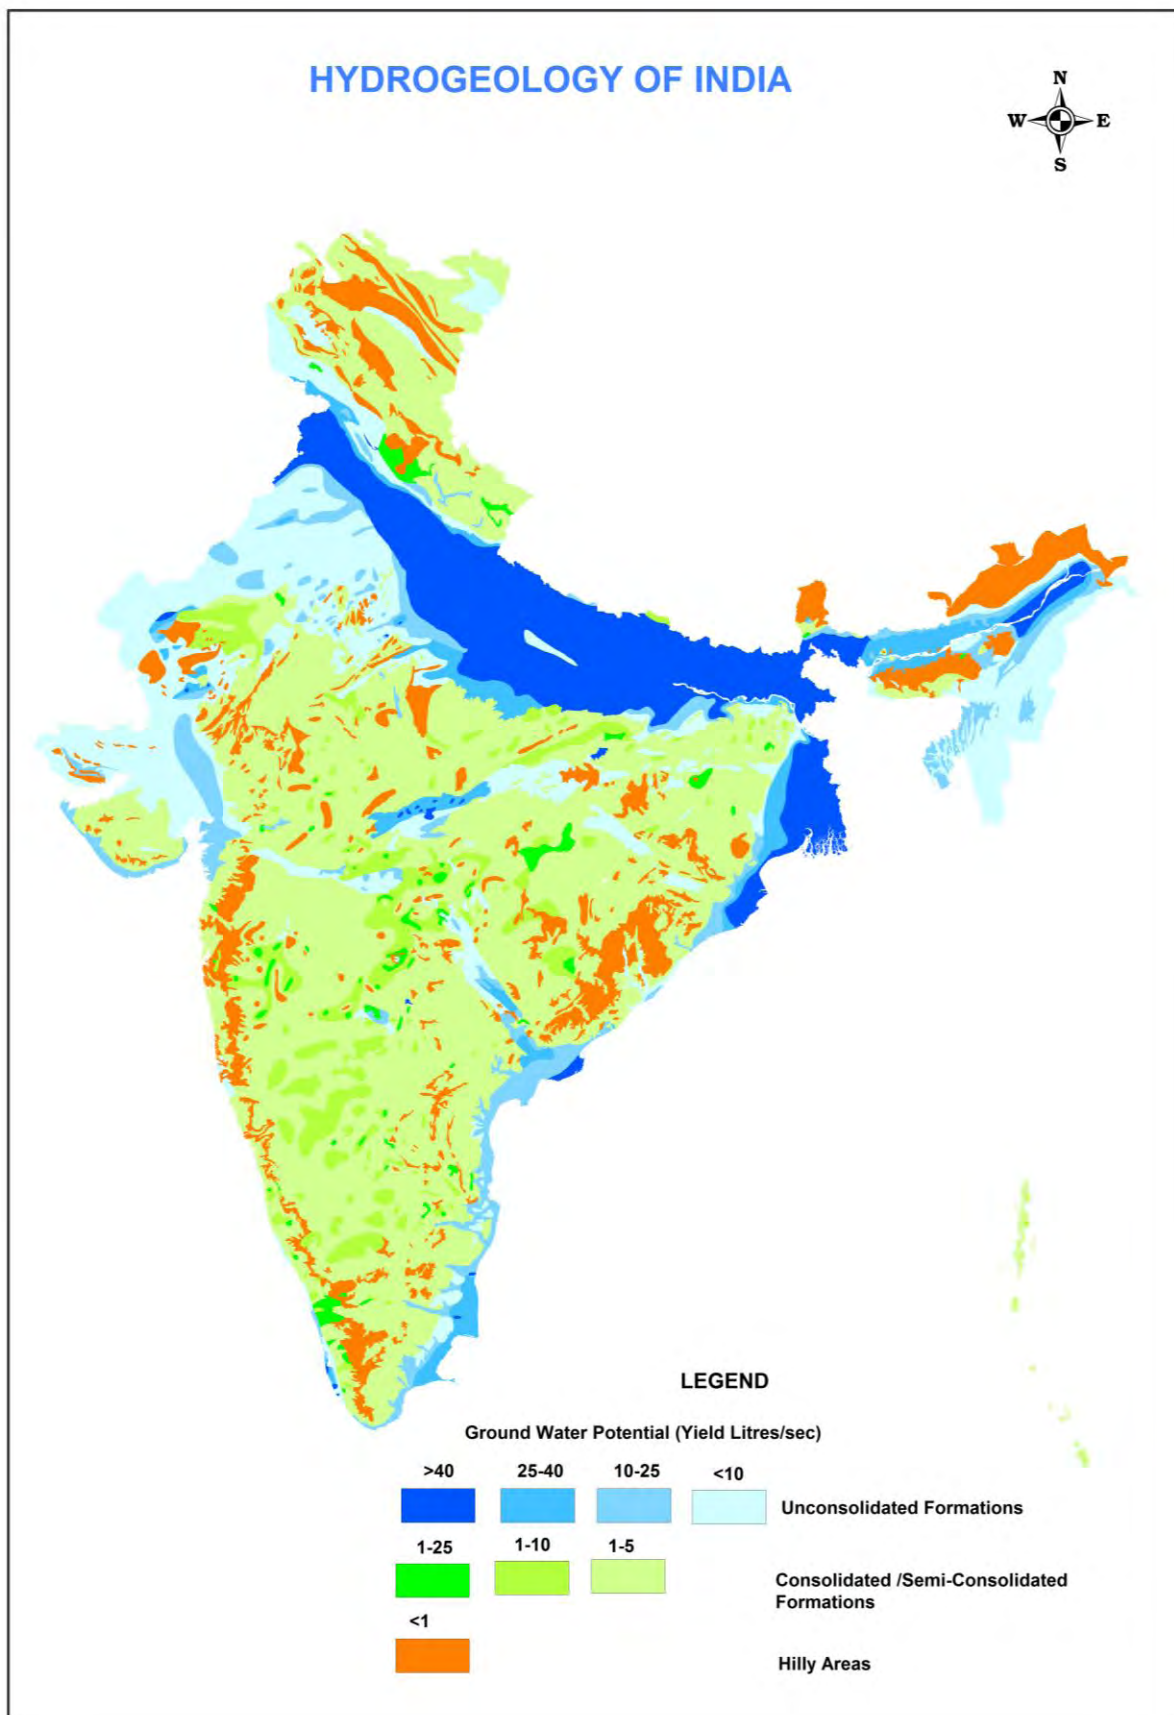 HYDROGEOLOGY OF INDIA
N
W E
S
LEGEND
Ground Water Potential (Yield Litres/sec)
>40 25-40 10-25 <10
Unconsolidated Formations
1-25 1-10 1-5
Consolidated /Semi-Consolidated
Formations
<1
Hilly Areas